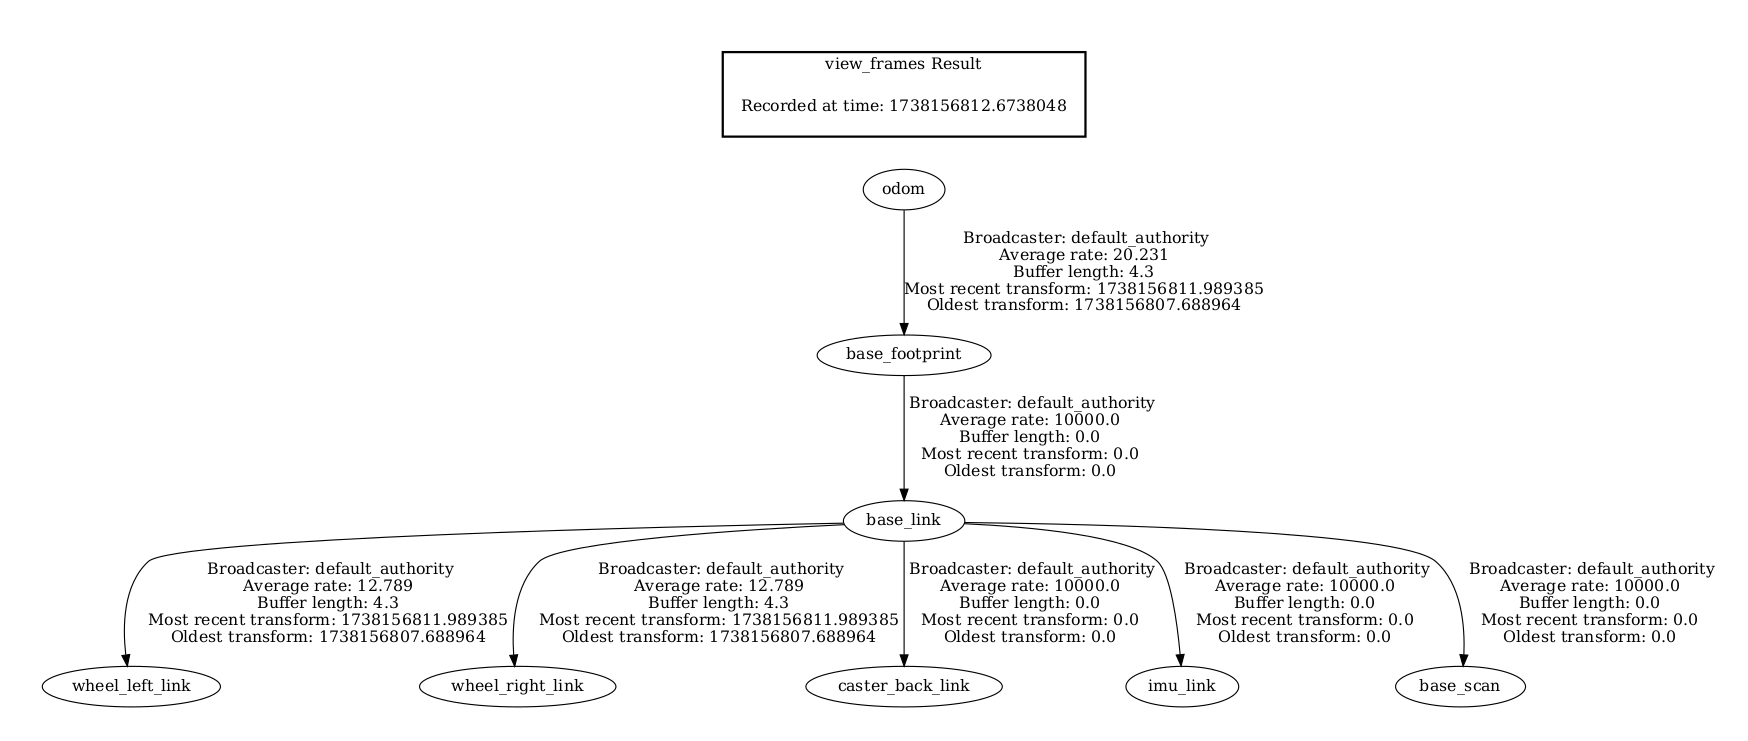 view_frames Result
Recorded at time: 1738156812.6738048
odom
Broadcaster: default_authority
Average rate: 20.231
Buffer length: 4.3
Most recent transform: 1738156811.989385
Oldest transform: 1738156807.688964
base_footprint
Broadcaster: default_authority
Average rate: 10000.0
Buffer length: 0.0
Most recent transform: 0.0
Oldest transform: 0.0
base_link
Broadcaster: default_authority
Average rate: 12.789
Buffer length: 4.3
Most recent transform: 1738156811.989385
Oldest transform: 1738156807.688964
Broadcaster: default_authority
Average rate: 12.789
Buffer length: 4.3
Most recent transform: 1738156811.989385
Oldest transform: 1738156807.688964
Broadcaster: default_authority
Average rate: 10000.0
Buffer length: 0.0
Most recent transform: 0.0
Oldest transform: 0.0
Broadcaster: default_authority
Average rate: 10000.0
Buffer length: 0.0
Most recent transform: 0.0
Oldest transform: 0.0
Broadcaster: default_authority
Average rate: 10000.0
Buffer length: 0.0
Most recent transform: 0.0
Oldest transform: 0.0
wheel_left_link
wheel_right_link
caster_back_link
imu_link
base_scan